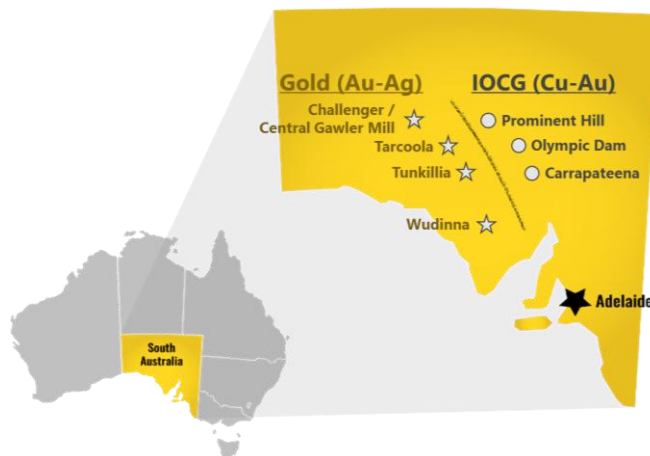 Gold (Au-Ag)
IOCG (Cu-Au)
Challenger /
Central Gawler Mill
Prominent Hill
Tarcoola
Olympic Dam
Tunkillia
Carrapateena
Wudinna
Adelaide
South
Australia